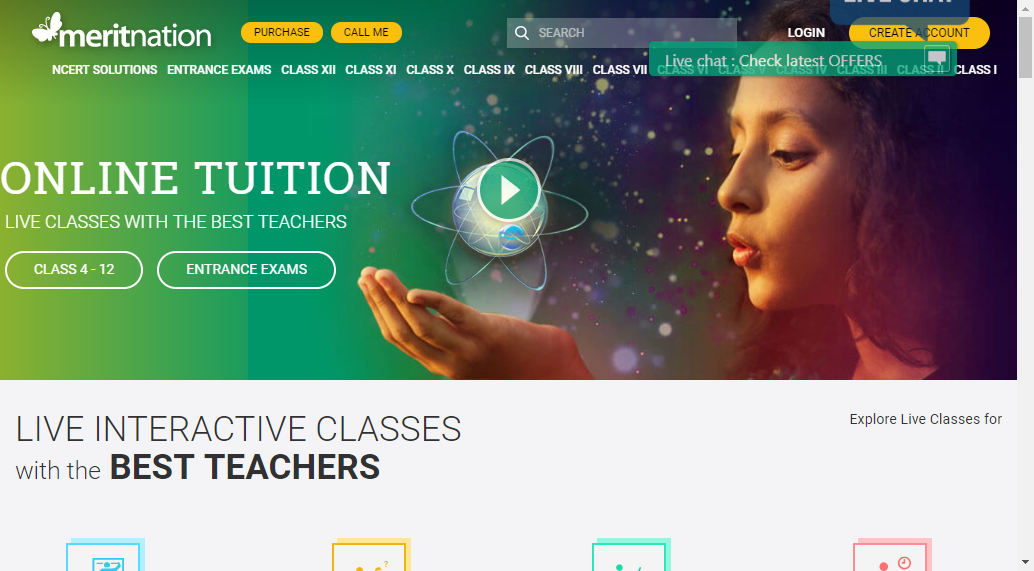 meritnation
PURCHASE
CALL ME
SEARCH
LOGIN
CREATE ACCOUNT
LIVE CHAT
Live chat : Check latest OFFERS
NCERT SOLUTIONS ENTRANCE EXAMS CLASS XII CLASS XI CLASS X CLASS IX CLASS VIII CLASS VII CLASS VI CLASS V CLASS IV CLASS III CLASS II CLASS I
ONLINE TUITION
LIVE CLASSES WITH THE BEST TEACHERS
CLASS 4 - 12
ENTRANCE EXAMS
LIVE INTERACTIVE CLASSES
with the BEST TEACHERS
Explore Live Classes for